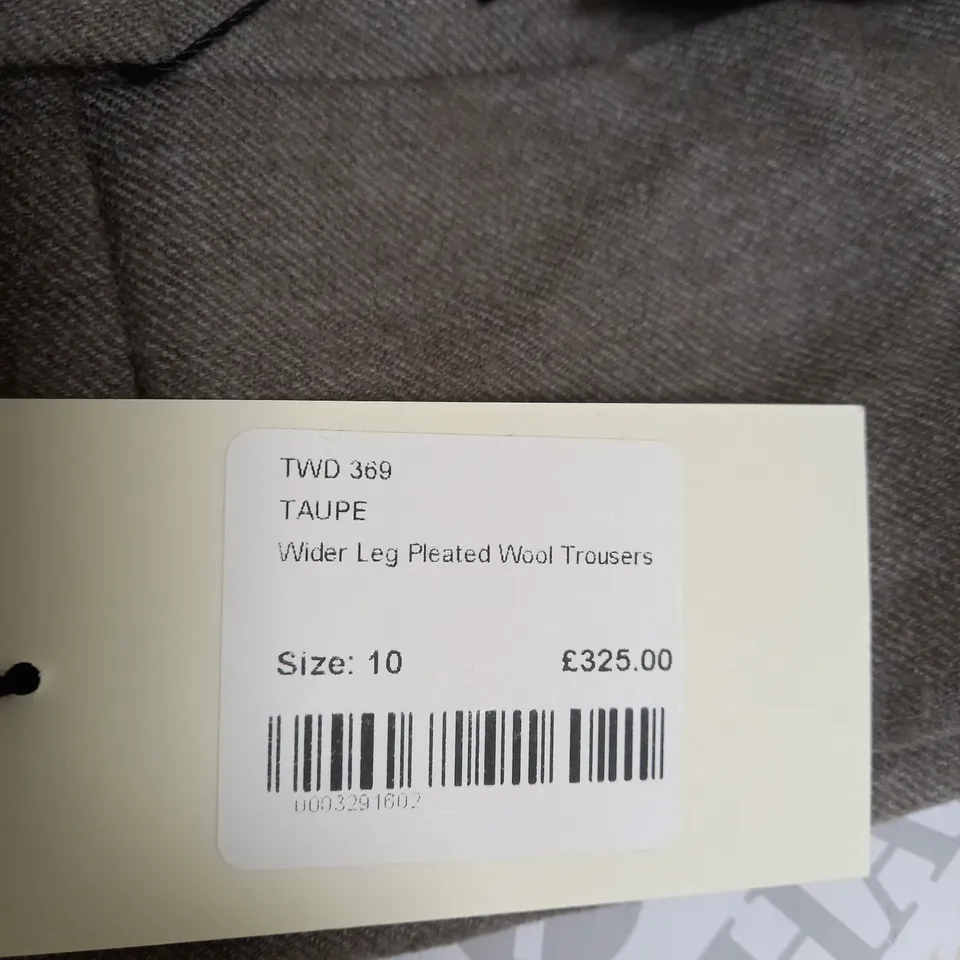 TWD 369
TAUPE
Wider Leg Pleated Wool Trousers
Size: 10 £325.00
0003291602